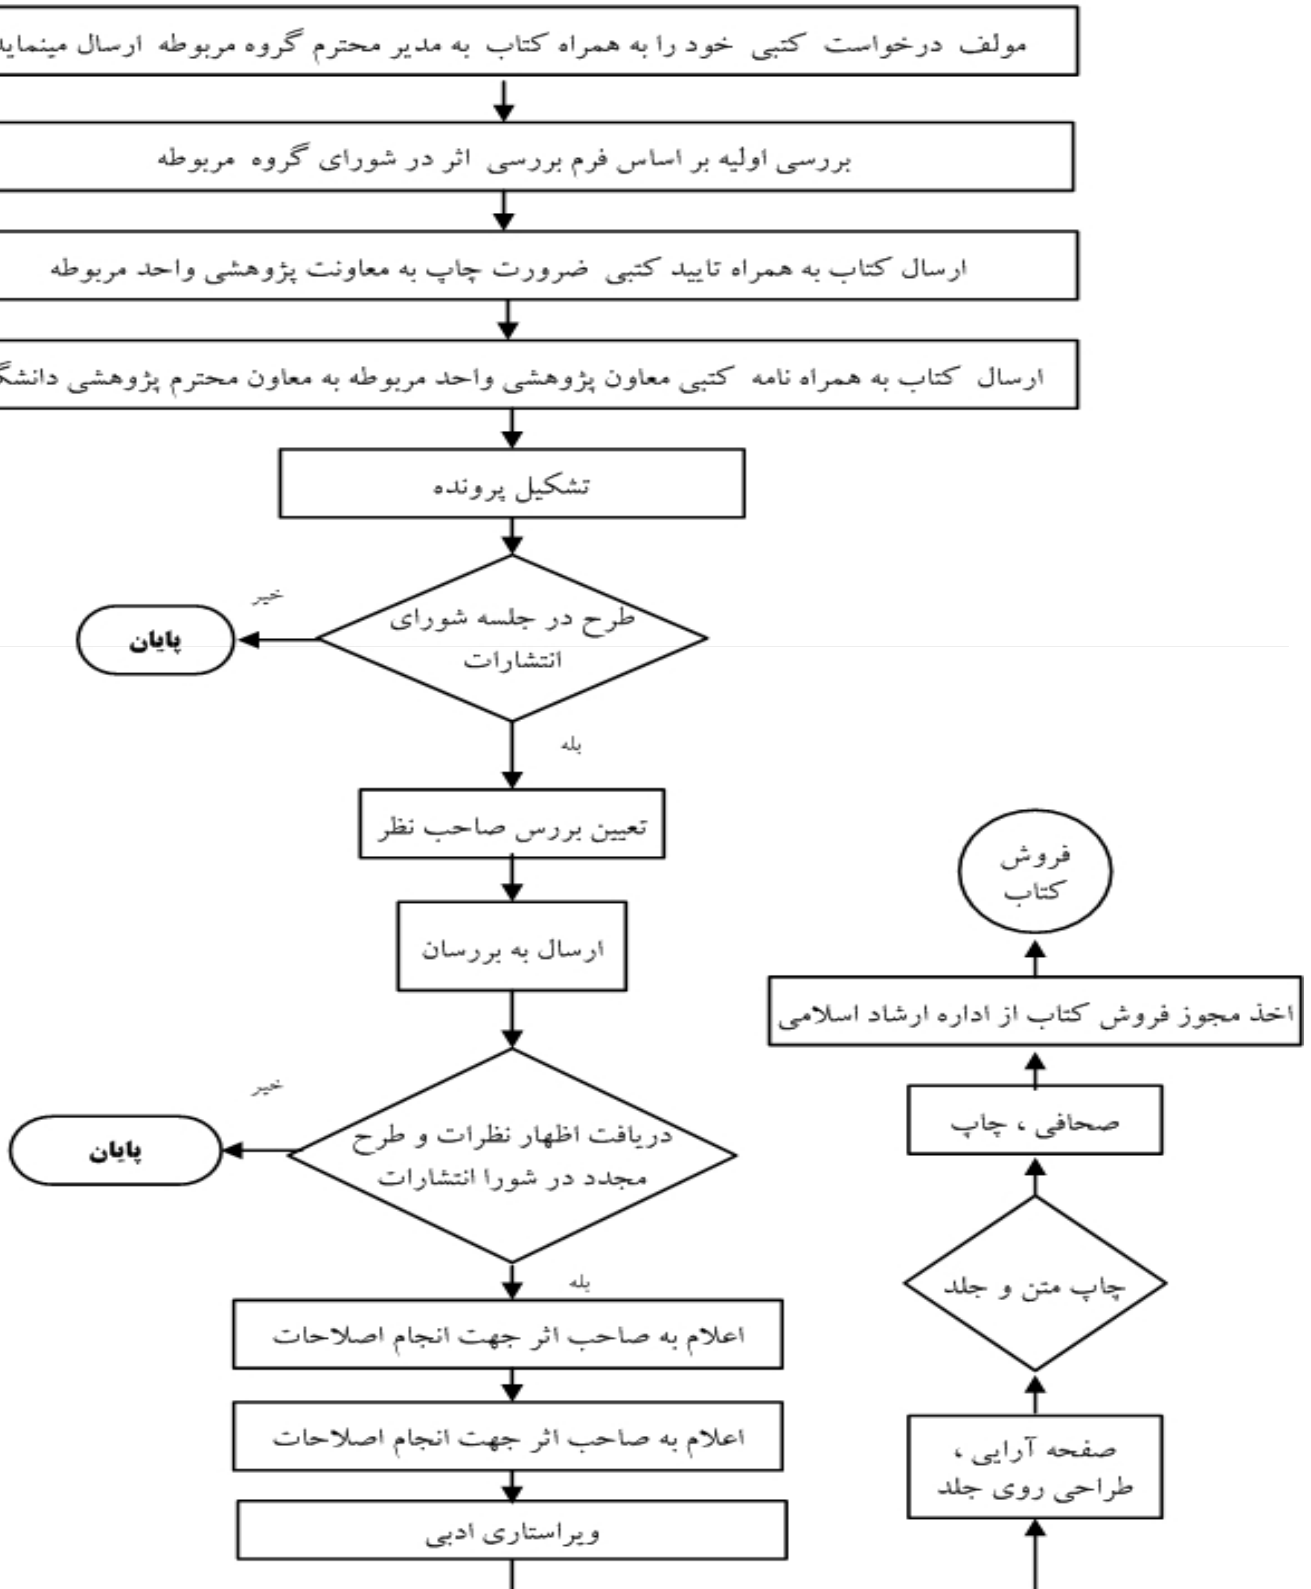 مولف درخواست کتبی خود را به همراه کتاب به مدیر محترم گروه مربوطه ارسال مینماید
بررسی اولیه بر اساس فرم بررسی اثر در شورای گروه مربوطه
ارسال کتاب به همراه تایید کتبی ضرورت چاپ به معاونت پژوهشی واحد مربوطه
ارسال کتاب به همراه نامه کتبی معاون پژوهشی واحد مربوطه به معاون محترم پژوهشی
تشکیل پرونده
طرح در جلسه شورای
انتشارات
خیر
پایان
بله
تعیین بررس صاحب نظر
ارسال به بررسان
دریافت اظهار نظرات و طرح
مجدد در شورا انتشارات
خیر
پایان
بله
اعلام به صاحب اثر جهت انجام اصلاحات
اعلام به صاحب اثر جهت انجام اصلاحات
ویراستاری ادبی
صفحه آرایی ،
طراحی روی جلد
چاپ متن و جلد
صحافی ، چاپ
اخذ مجوز فروش کتاب از اداره ارشاد اسلامی
فروش
کتاب